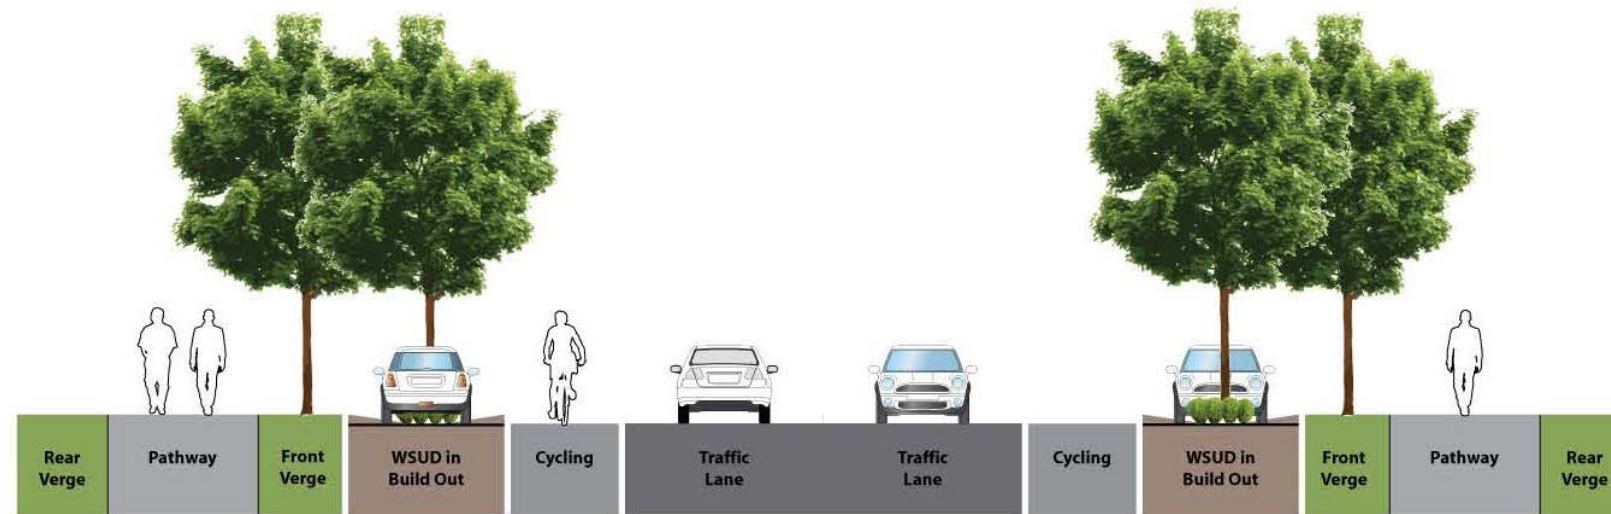 Rear
Verge
Pathway
Front
Verge
WSUD in
Build Out
Cycling
Traffic
Lane
Traffic
Lane
Cycling
WSUD in
Build Out
Front
Verge
Pathway
Rear
Verge